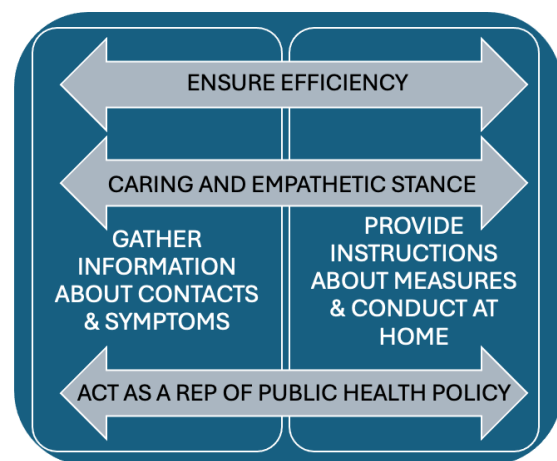 ENSURE EFFICIENCY
CARING AND EMPATHETIC STANCE
GATHER
INFORMATION
ABOUT CONTACTS
& SYMPTOMS
PROVIDE
INSTRUCTIONS
ABOUT MEASURES
& CONDUCT AT
HOME
ACT AS A REP OF PUBLIC HEALTH POLICY